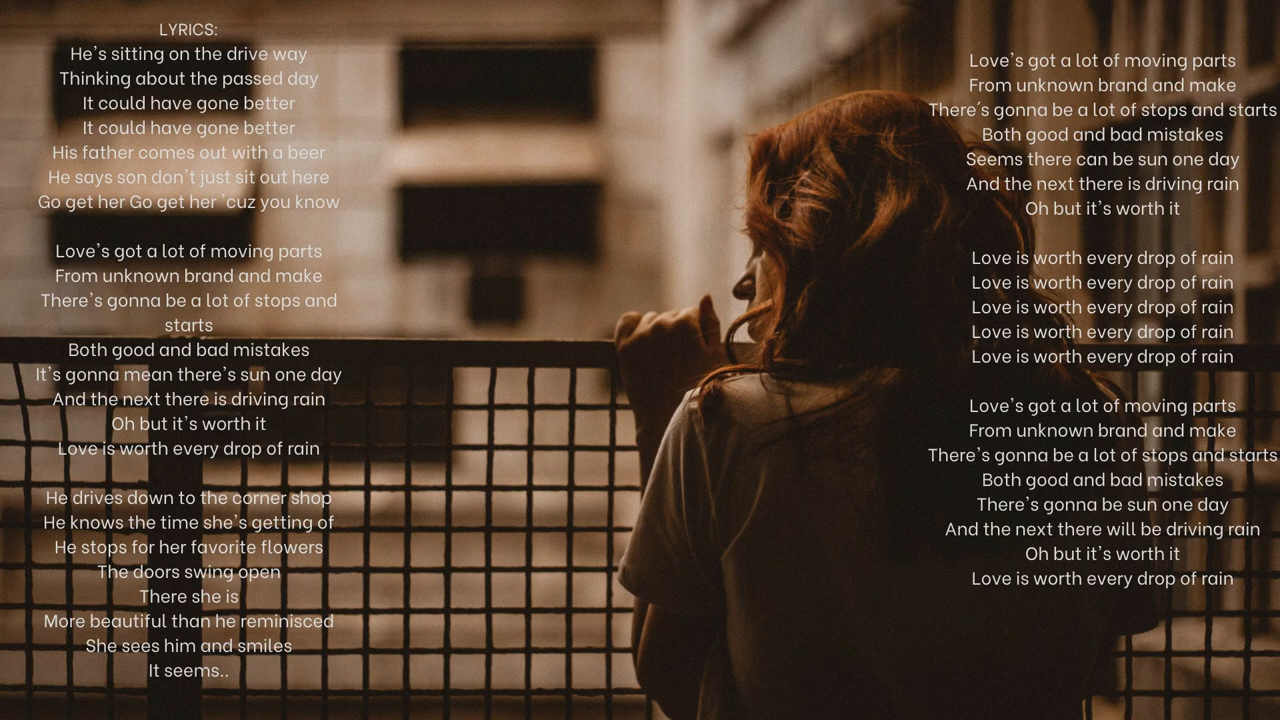 LYRICS:
He's sitting on the drive way
Thinking about the passed day
It could have gone better
It could have gone better
His father comes out with a beer
He says son don't just sit out here
Go get her Go get her 'cuz you know
Love's got a lot of moving parts
From unknown brand and make
There's gonna be a lot of stops and
starts
Both good and bad mistakes
It's gonna mean there's sun one day
And the next there is driving rain
Oh but it's worth it
Love is worth every drop of rain
He drives down to the corner shop
He knows the time she's getting of
He stops for her favorite flowers
The doors swing open
There she is
More beautiful than he reminisced
She sees him and smiles
It seems..
Love's got a lot of moving parts
From unknown brand and make
There´s gonna be a lot of stops and starts
Both good and bad mistakes
Seems there can be sun one day
And the next there is driving rain
Oh but it's worth it
Love is worth every drop of rain
Love is worth every drop of rain
Love is worth every drop of rain
Love is worth every drop of rain
Love is worth every drop of rain
Love's got a lot of moving parts
From unknown brand and make
There's gonna be a lot of stops and starts
Both good and bad mistakes
There's gonna be sun one day
And the next there will be driving rain
Oh but it's worth it
Love is worth every drop of rain